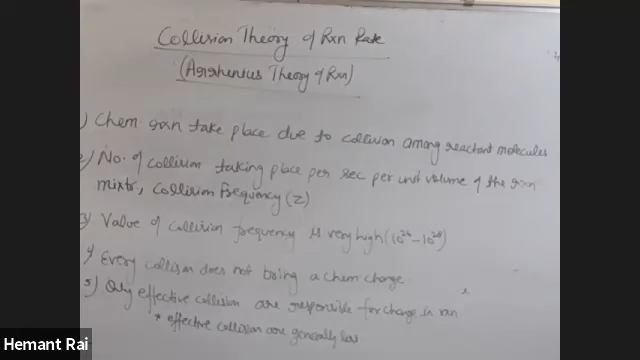 Collision Theory of Rxn Rate
(Arrhenius Theory of Rxn)
1) Chem rxn take place due to collision among reactant molecules
2) No. of collision taking place per sec per unit volume of the rxn
mixtr, Collision frequency (Z)
3) Value of collision frequency is very high (10²⁶ – 10²⁸)
4) Every collison does not bring a chem change
5) Only effective collision are responsible for change in rxn
* effective collision are generally less
Hemant Rai